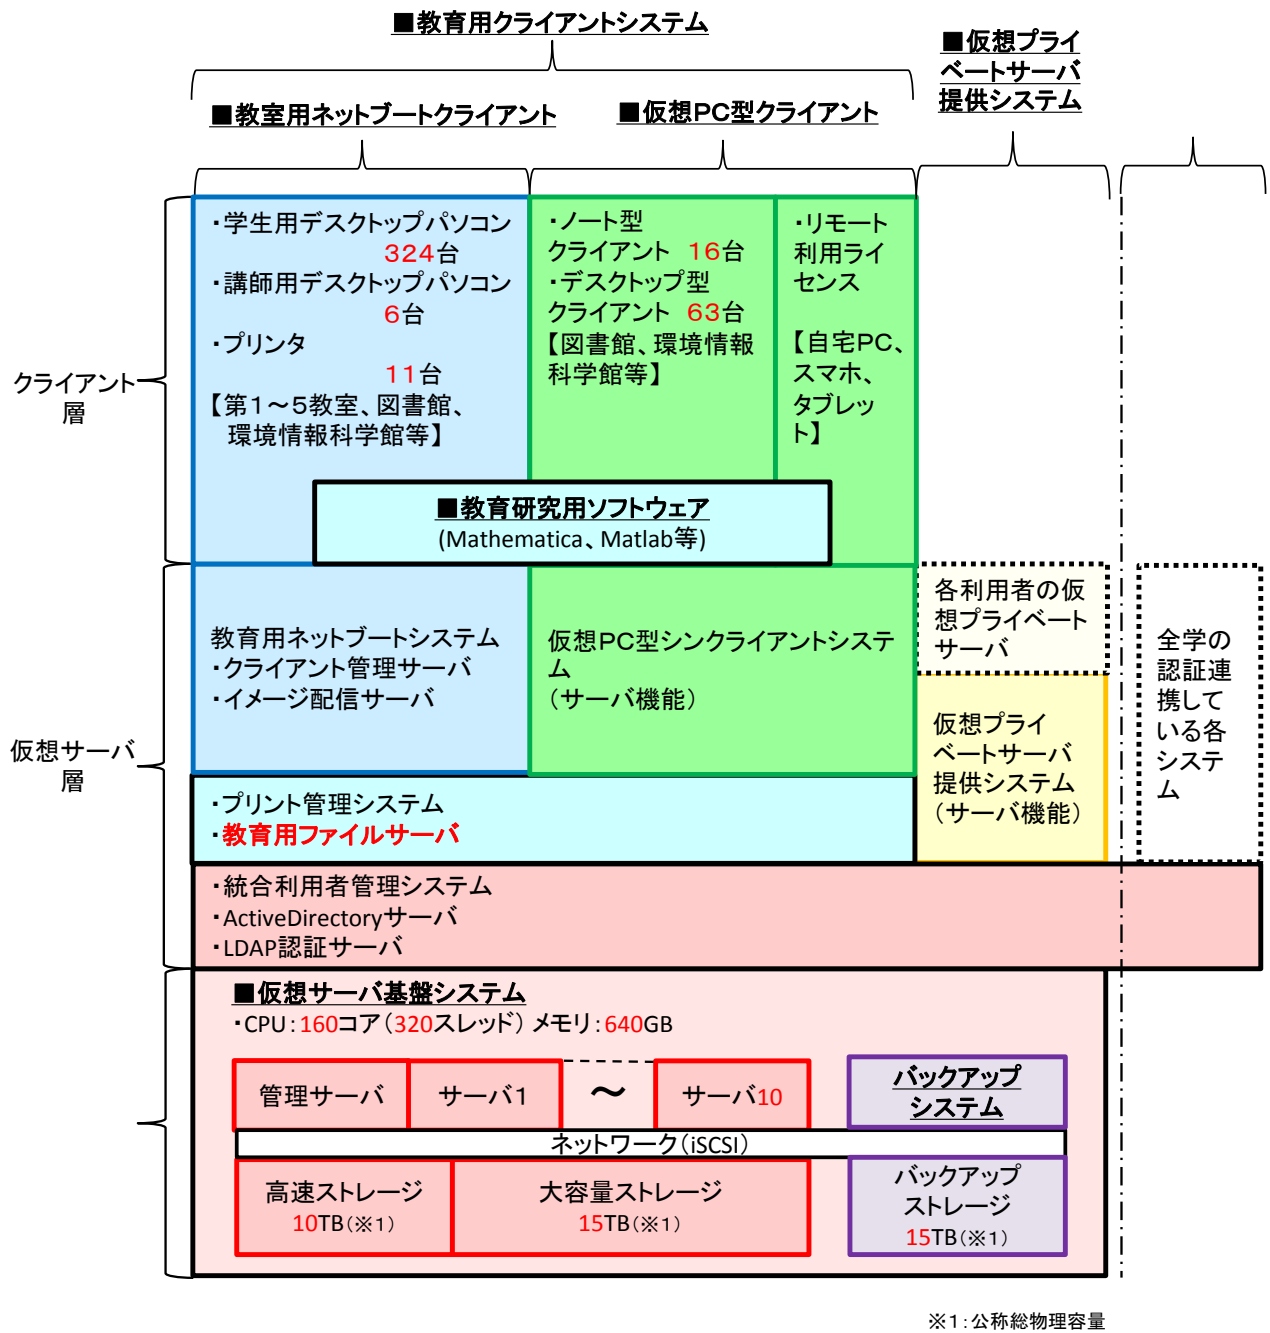 ■教育用クライアントシステム
■仮想プライ
ベートサーバ
提供システム
■教室用ネットブートクライアント
■仮想PC型クライアント
・学生用デスクトップパソコン
324台
・講師用デスクトップパソコン
6台
・プリンタ
11台
【第1～5教室、図書館、
環境情報科学館等】
・ノート型
クライアント 16台
・デスクトップ型
クライアント 63台
【図書館、環境情報
科学館等】
・リモート
利用ライ
センス
【自宅PC、
スマホ、
タブレッ
ト】
クライアント
層
■教育研究用ソフトウェア
(Mathematica、Matlab等)
教育用ネットブートシステム
・クライアント管理サーバ
・イメージ配信サーバ
仮想PC型シンクライアントシステ
ム
（サーバ機能）
各利用者の仮
想プライベート
サーバ
仮想プライ
ベートサーバ
提供システム
（サーバ機能）
全学の
認証連
携して
いる各
システ
ム
仮想サーバ
層
・プリント管理システム
・教育用ファイルサーバ
・統合利用者管理システム
・ActiveDirectoryサーバ
・LDAP認証サーバ
■仮想サーバ基盤システム
・CPU：160コア（320スレッド） メモリ：640GB
管理サーバ
サーバ1
～
サーバ10
バックアップ
システム
ネットワーク（iSCSI）
高速ストレージ
10TB（※1）
大容量ストレージ
15TB（※1）
バックアップ
ストレージ
15TB（※1）
※1：公称総物理容量